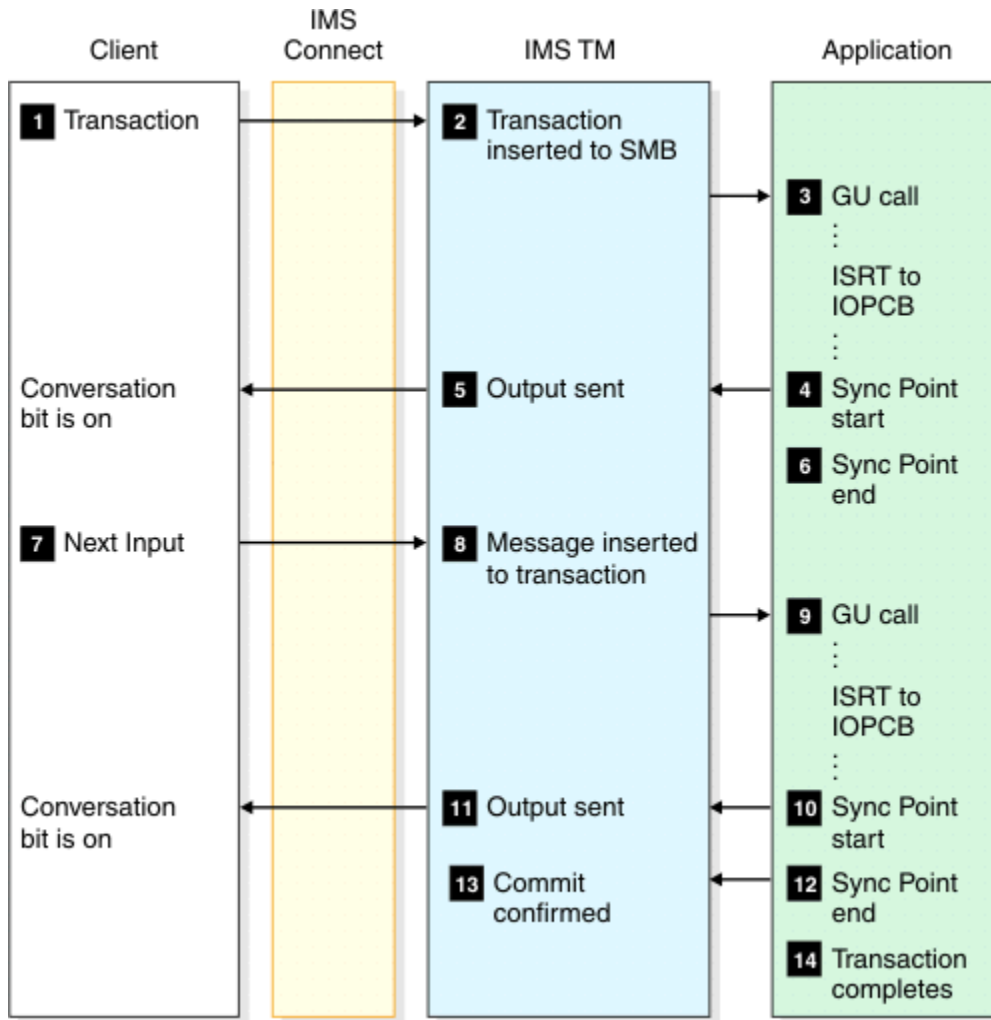 IMS
Client Connect IMS TM Application
1 Transaction 2 Transaction
inserted to SMB
3 GU call
ISRT to
IOPCB
Conversation 5 Output sent 4 Sync Point
bit is on start
6 Sync Point
end
7 Next Input 8 Message inserted
to transaction
9 GU call
ISRT to
IOPCB
Conversation 11 Output sent 10 Sync Point
bit is on start
13 Commit 12 Sync Point
confirmed end
14 Transaction
completes